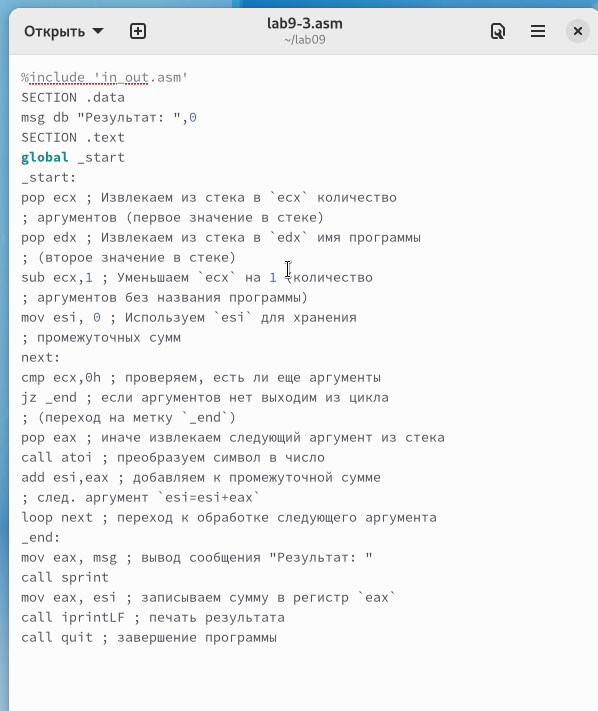 Открыть
lab9-3.asm
~/lab09
%include 'in_out.asm'
SECTION .data
msg db "Результат: ",0
SECTION .text
global _start
_start:
pop ecx ; Извлекаем из стека в `ecx` количество
; аргументов (первое значение в стеке)
pop edx ; Извлекаем из стека в `edx` имя программы
; (второе значение в стеке)
sub ecx,1 ; Уменьшаем `ecx` на 1 (количество
; аргументов без названия программы)
mov esi, 0 ; Используем `esi` для хранения
; промежуточных сумм
next:
cmp ecx,0h ; проверяем, есть ли еще аргументы
jz _end ; если аргументов нет выходим из цикла
; (переход на метку `_end`)
pop eax ; иначе извлекаем следующий аргумент из стека
call atoi ; преобразуем символ в число
add esi,eax ; добавляем к промежуточной сумме
; след. аргумент `esi=esi+eax`
loop next ; переход к обработке следующего аргумента
_end:
mov eax, msg ; вывод сообщения "Результат: "
call sprint
mov eax, esi ; записываем сумму в регистр `eax`
call iprintLF ; печать результата
call quit ; завершение программы